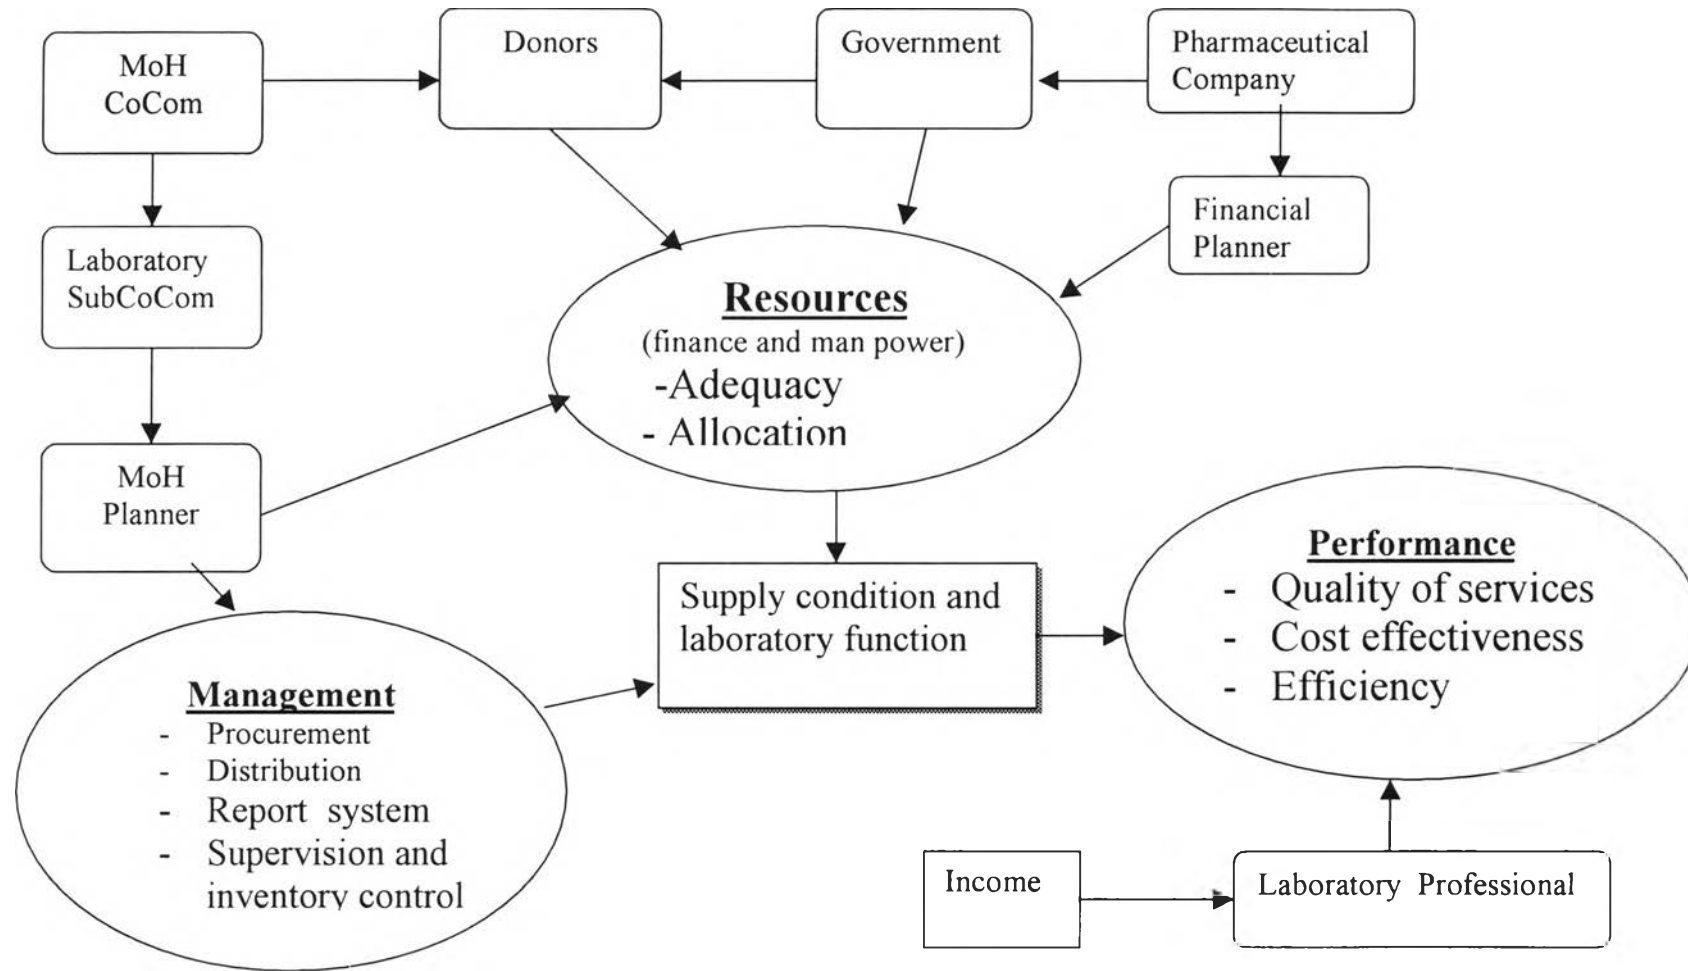 MoH
CoCom
Donors
Government
Pharmaceutical
Company
Laboratory
SubCoCom
Financial
Planner
Resources
(finance and man power)
-Adequacy
- Allocation
MoH
Planner
Supply condition and
laboratory function
Performance
- Quality of services
- Cost effectiveness
- Efficiency
Management
- Procurement
- Distribution
- Report system
- Supervision and
inventory control
Income
Laboratory Professional